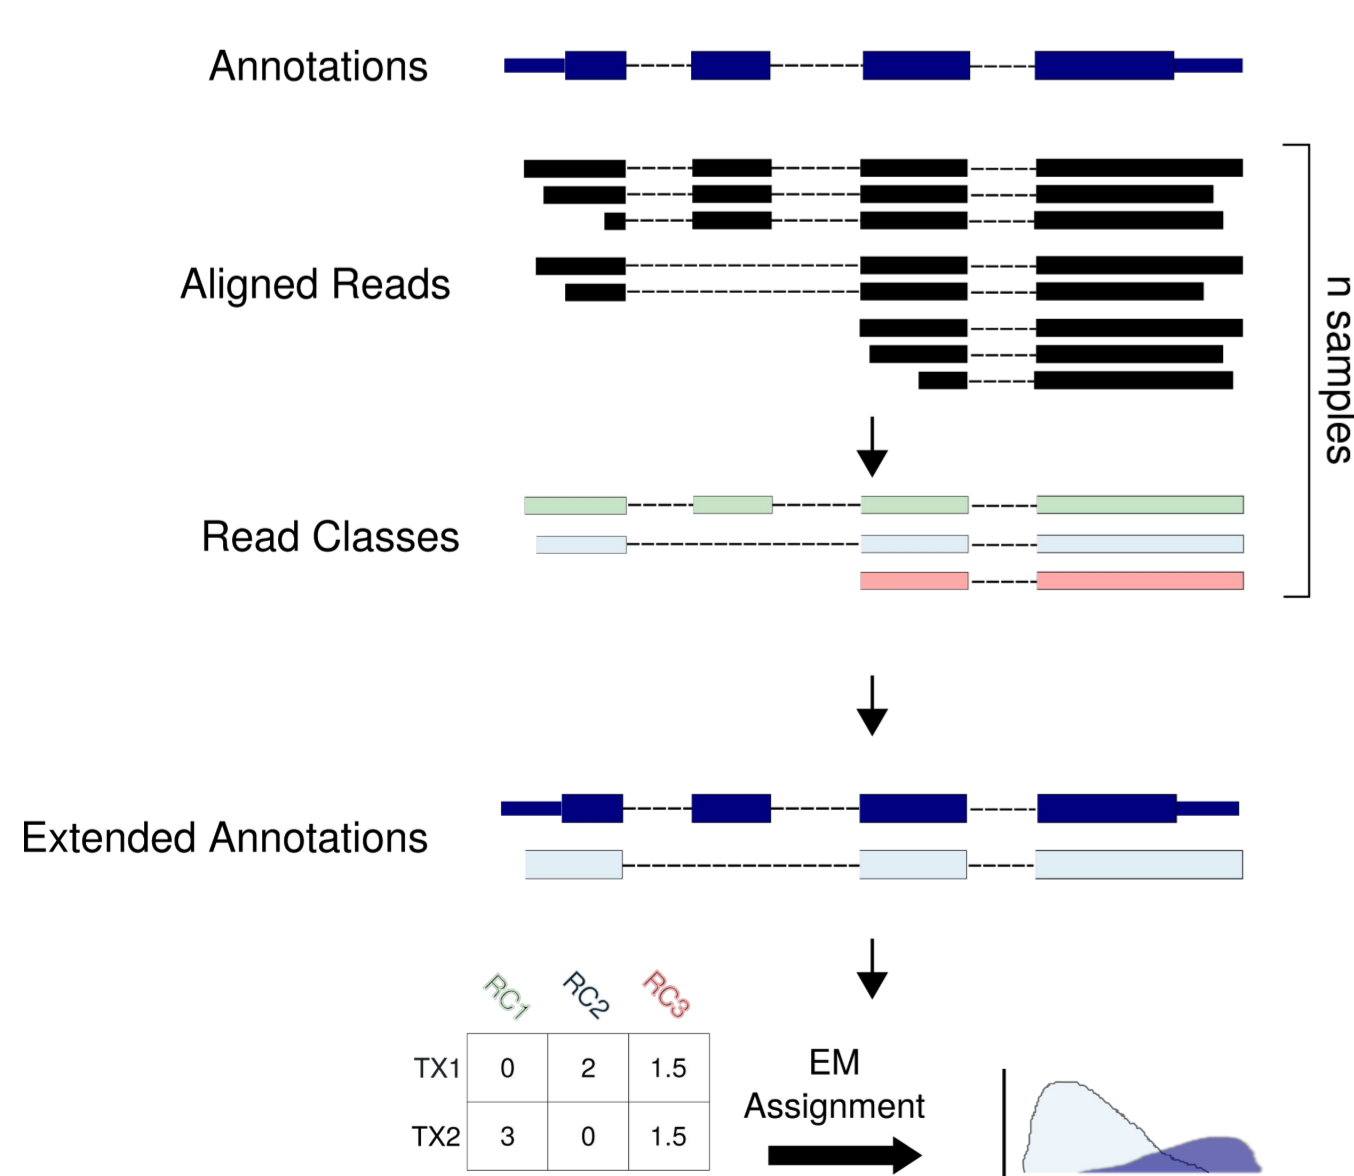 Annotations
Aligned Reads
n samples
Read Classes
Extended Annotations
RC1 RC2 RC3
TX1 0 2 1.5
TX2 3 0 1.5
EM
Assignment